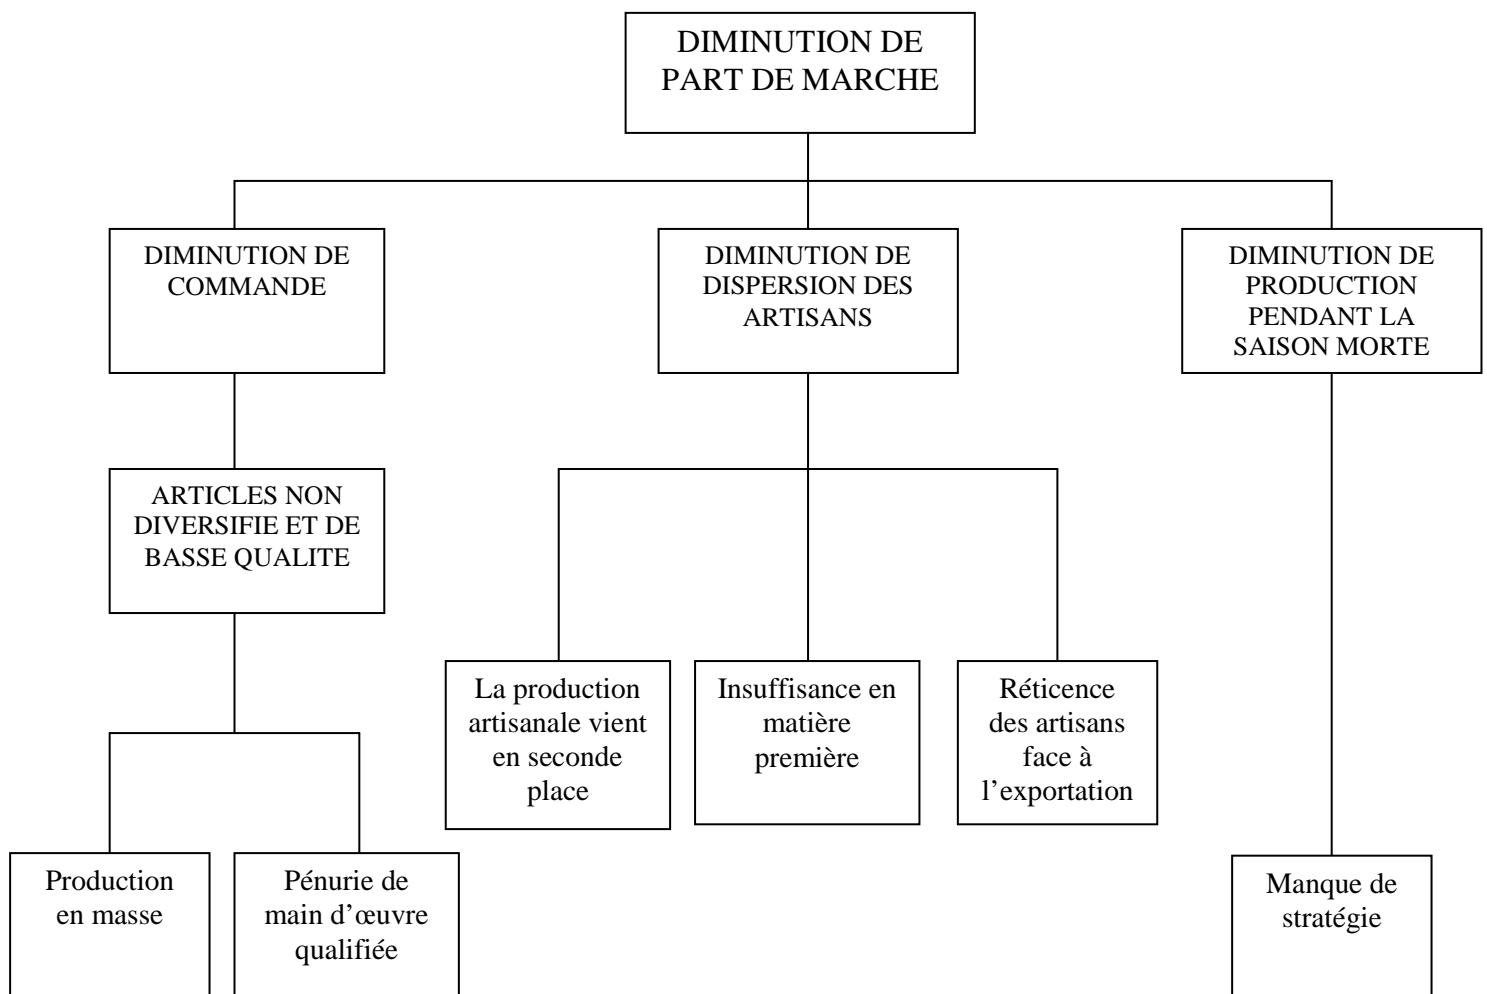 DIMINUTION DE
PART DE MARCHE
DIMINUTION DE
COMMANDE
DIMINUTION DE
DISPERSION DES
ARTISANS
DIMINUTION DE
PRODUCTION
PENDANT LA
SAISON MORTE
ARTICLES NON
DIVERSIFIE ET DE
BASSE QUALITE
La production
artisanale vient
en seconde
place
Insuffisance en
matière
première
Réticence
des artisans
face à
l’exportation
Production
en masse
Pénurie de
main d’œuvre
qualifiée
Manque de
stratégie